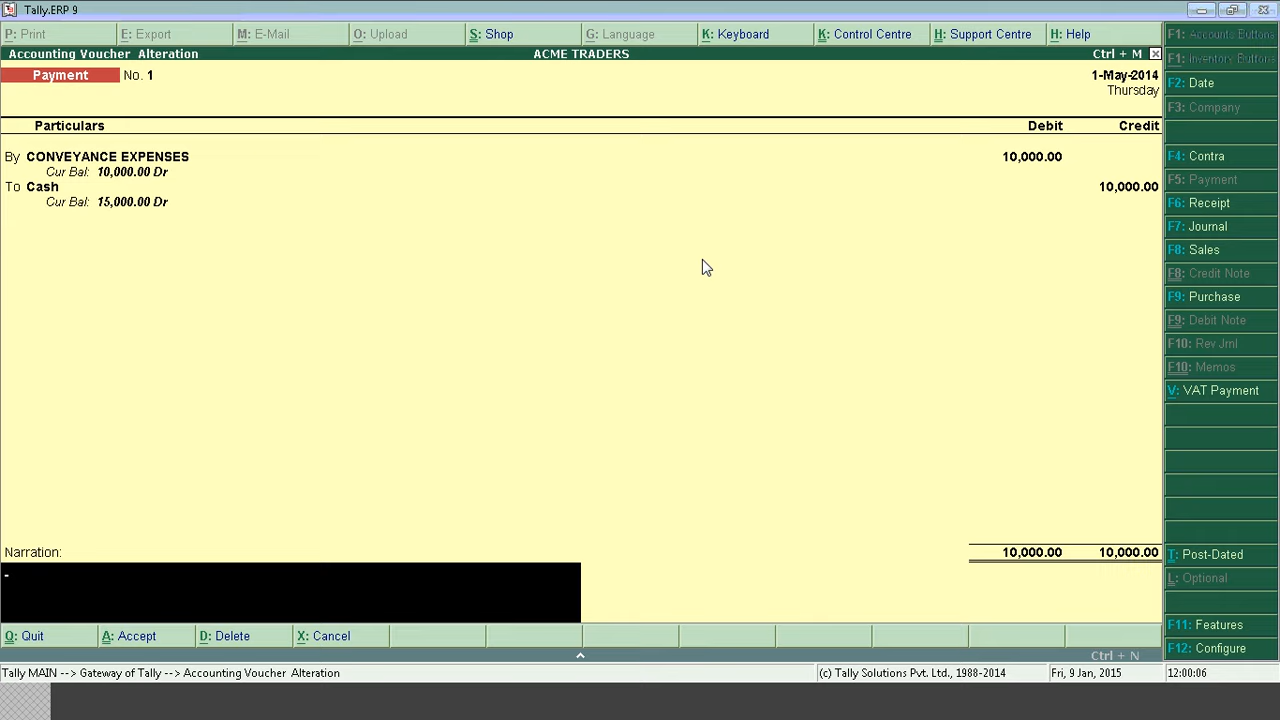 Tally.ERP 9
P: Print E: Export M: E-Mail O: Upload S: Shop G: Language K: Keyboard K: Control Centre H: Support Centre H: Help
Accounting Voucher Alteration ACME TRADERS Ctrl + M
Payment No. 1 1-May-2014
Thursday
Particulars Debit Credit
By CONVEYANCE EXPENSES 10,000.00
Cur Bal: 10,000.00 Dr
To Cash 10,000.00
Cur Bal: 15,000.00 Dr
Narration: 10,000.00 10,000.00
Q: Quit A: Accept D: Delete X: Cancel
Ctrl + N
Tally MAIN --> Gateway of Tally --> Accounting Voucher Alteration (c) Tally Solutions Pvt. Ltd., 1988-2014 Fri, 9 Jan, 2015 12:00:06
F1: Accounts Buttons
F1: Inventory Buttons
F2: Date
F3: Company
F4: Contra
F5: Payment
F6: Receipt
F7: Journal
F8: Sales
F8: Credit Note
F9: Purchase
F9: Debit Note
F10: Rev Jrnl
F10: Memos
V: VAT Payment
T: Post-Dated
L: Optional
F11: Features
F12: Configure